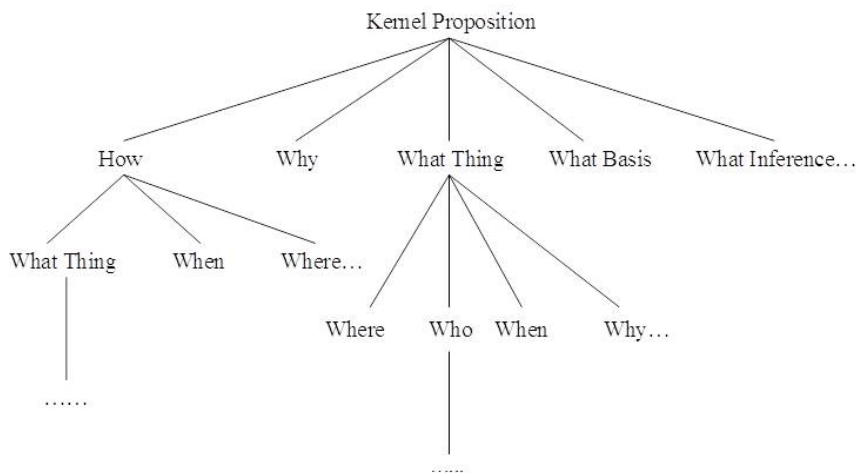 Kernel Proposition
How Why What Thing What Basis What Inference…
What Thing When Where…
Where Who When Why…
……
……